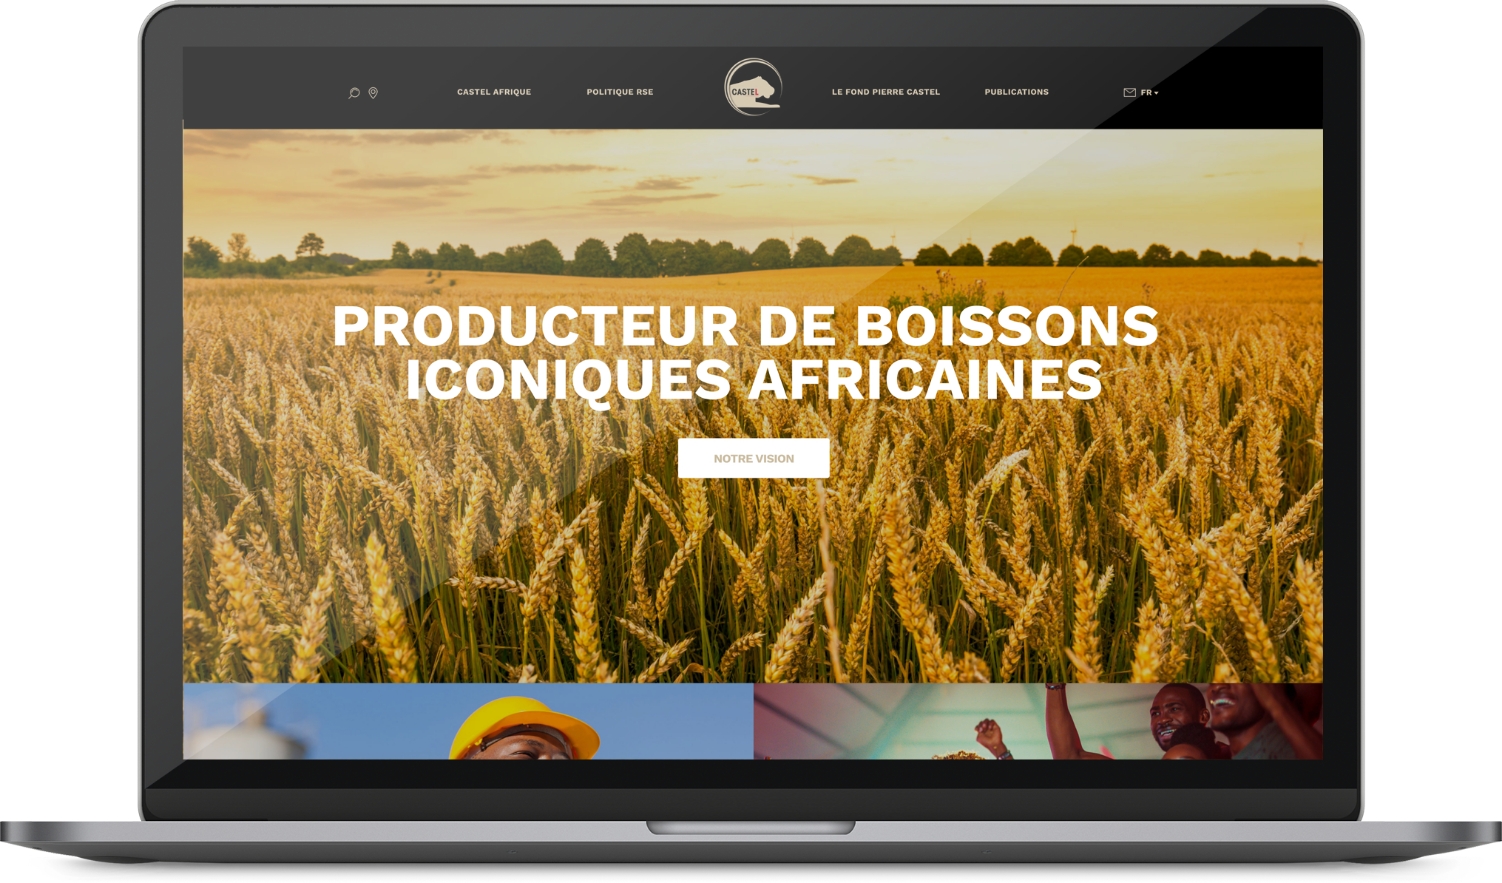 CASTEL AFRIQUE
POLITIQUE RSE
CASTEL
LE FOND PIERRE CASTEL
PUBLICATIONS
FR
PRODUCTEUR DE BOISSONS
ICONIQUES AFRICAINES
NOTRE VISION